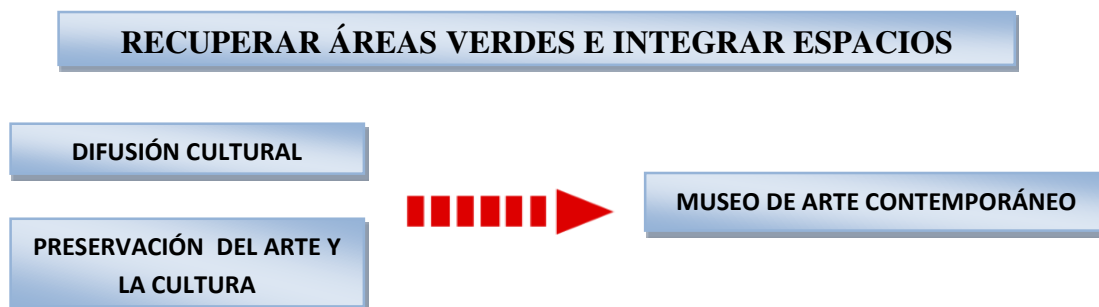 RECUPERAR ÁREAS VERDES E INTEGRAR ESPACIOS
DIFUSIÓN CULTURAL
MUSEO DE ARTE CONTEMPORÁNEO
PRESERVACIÓN DEL ARTE Y
LA CULTURA